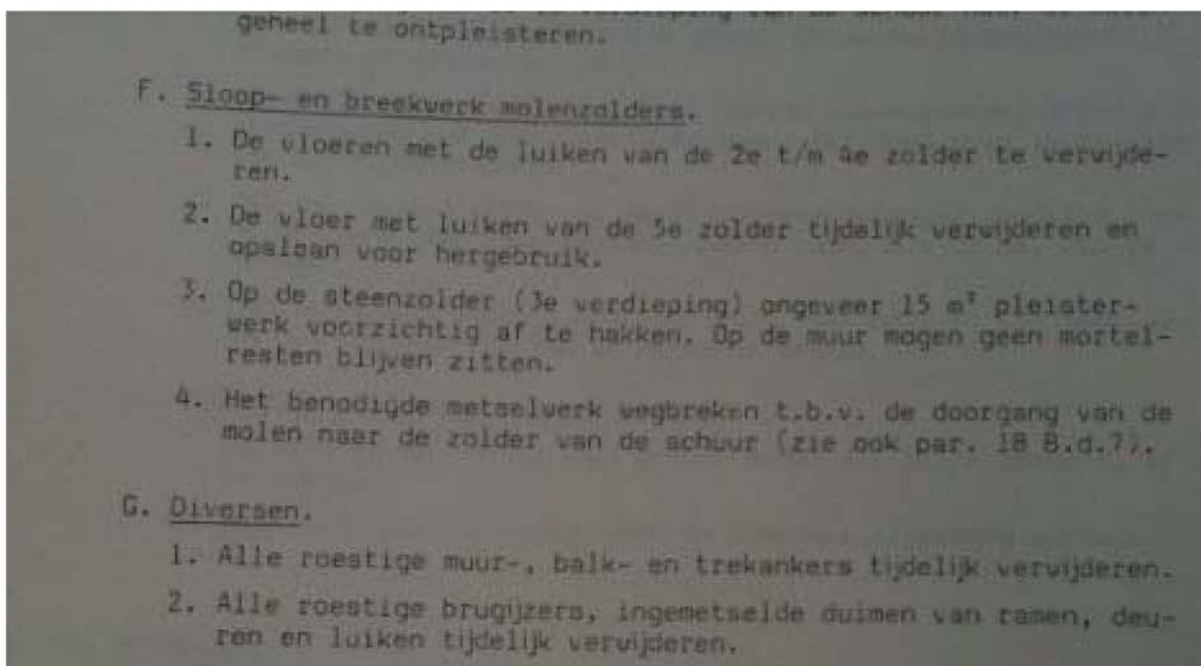 verdieping van de schuur
geheel te ontpleisteren.
F. Sloop- en breekwerk molenzolders.
1. De vloeren met de luiken van de 2e t/m 4e zolder te verwijde-
ren.
2. De vloer met luiken van de 5e zolder tijdelijk verwijderen en
opslaan voor hergebruik.
3. Op de steenzolder (3e verdieping) ongeveer 15 m² pleister-
werk voorzichtig af te hakken. Op de muur mogen geen mortel-
resten blijven zitten.
4. Het benodigde metselwerk wegbreken t.b.v. de doorgang van de
molen naar de zolder van de schuur (zie ook par. 18 B.d.7).
G. Diversen.
1. Alle roestige muur-, balk- en trekankers tijdelijk verwijderen.
2. Alle roestige brugijzers, ingemetselde duimen van ramen, deu-
ren en luiken tijdelijk verwijderen.